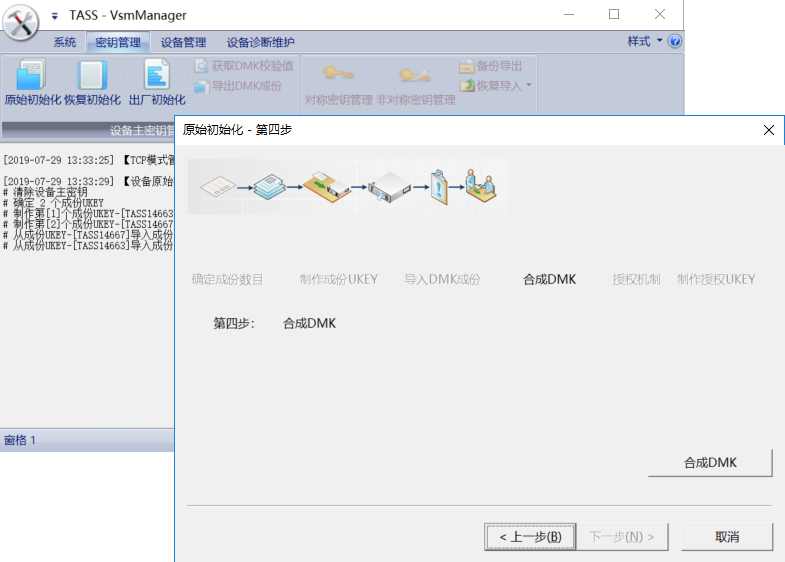 TASS - VsmManager
系统 密钥管理 设备管理 设备诊断维护 样式
原始初始化 恢复初始化 出厂初始化
获取DMK校验值
导出DMK成份
对称密钥管理 非对称密钥管理
备份导出
恢复导入
设备主密钥管
原始初始化 - 第四步
[2019-07-29 13:33:25] 【TCP模式管
[2019-07-29 13:33:29] 【设备原始
# 清除设备主密钥
# 确定 2 个成份UKEY
# 制作第[1]个成份UKEY-[TASS14663
# 制作第[2]个成份UKEY-[TASS14667
# 从成份UKEY-[TASS14667]导入成份
# 从成份UKEY-[TASS14663]导入成份
确定成份数目 制作成份UKEY 导入DMK成份 合成DMK 授权机制 制作授权UKEY
第四步： 合成DMK
窗格 1
合成DMK
< 上一步(B) 下一步(N) > 取消